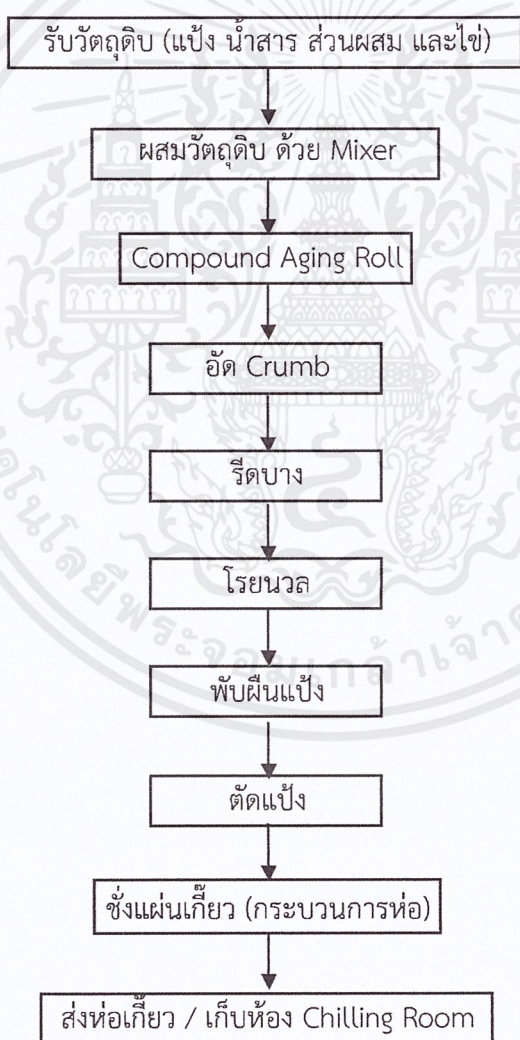 รับวัตถุดิบ (แป้ง น้ำสาร ส่วนผสม และไข่)
ผสมวัตถุดิบ ด้วย Mixer
Compound Aging Roll
อัด Crumb
รีดบาง
โรยนวล
พับผืนแป้ง
ตัดแป้ง
ชั่งแผ่นเกี๊ยว (กระบวนการห่อ)
ส่งห่อเกี๊ยว / เก็บห้อง Chilling Room